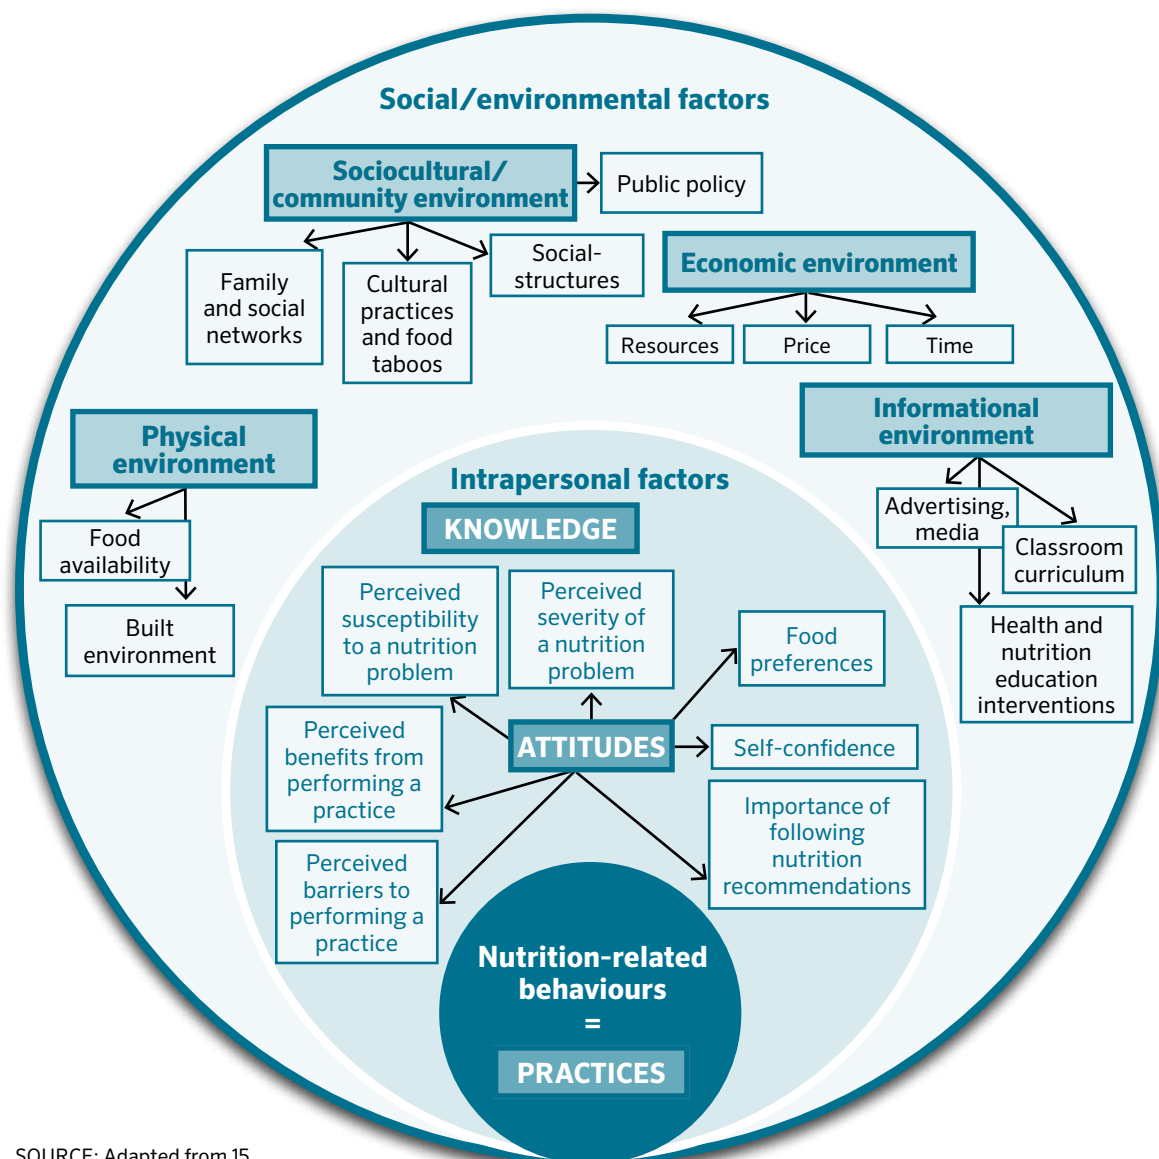 Social/environmental factors
Sociocultural/
community environment
Public policy
Family
and social
networks
Cultural
practices
and food
taboos
Social-
structures
Economic environment
Resources
Price
Time
Physical
environment
Food
availability
Built
environment
Informational
environment
Advertising,
media
Classroom
curriculum
Health and
nutrition
education
interventions
Intrapersonal factors
KNOWLEDGE
Perceived
susceptibility
to a nutrition
problem
Perceived
severity of
a nutrition
problem
Food
preferences
ATTITUDES
Self-confidence
Perceived
benefits from
performing a
practice
Importance of
following
nutrition
recommendations
Perceived
barriers to
performing a
practice
Nutrition-related
behaviours
=
PRACTICES
SOURCE: Adapted from 15